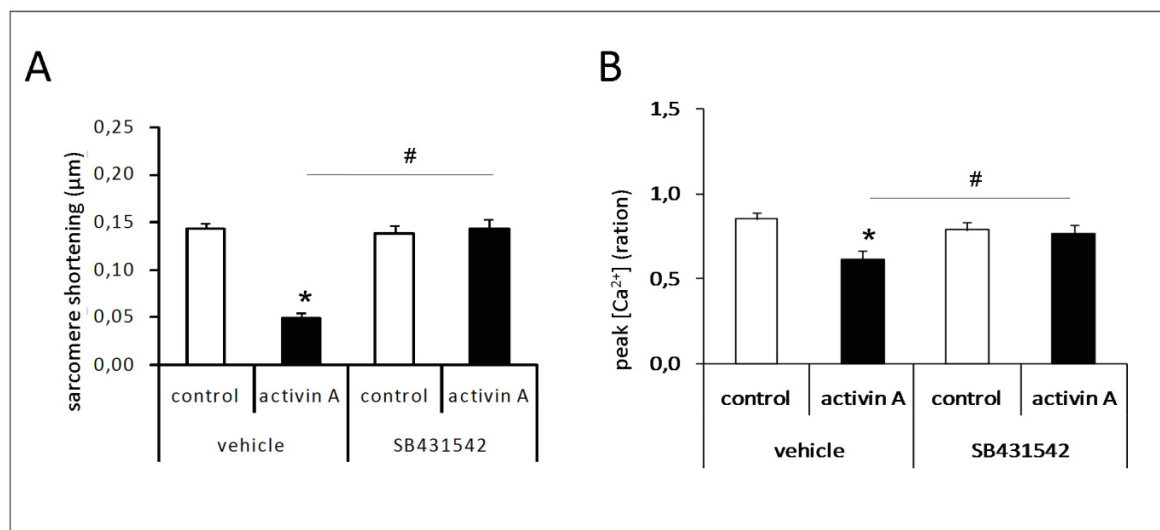 A
sarcomere shortening (µm)
0,25
0,20
0,15
0,10
0,05
0,00
#
*
control activin A control activin A
vehicle SB431542
B
peak [Ca²⁺] (ration)
1,5
1,0
0,5
0,0
#
*
control activin A control activin A
vehicle SB431542